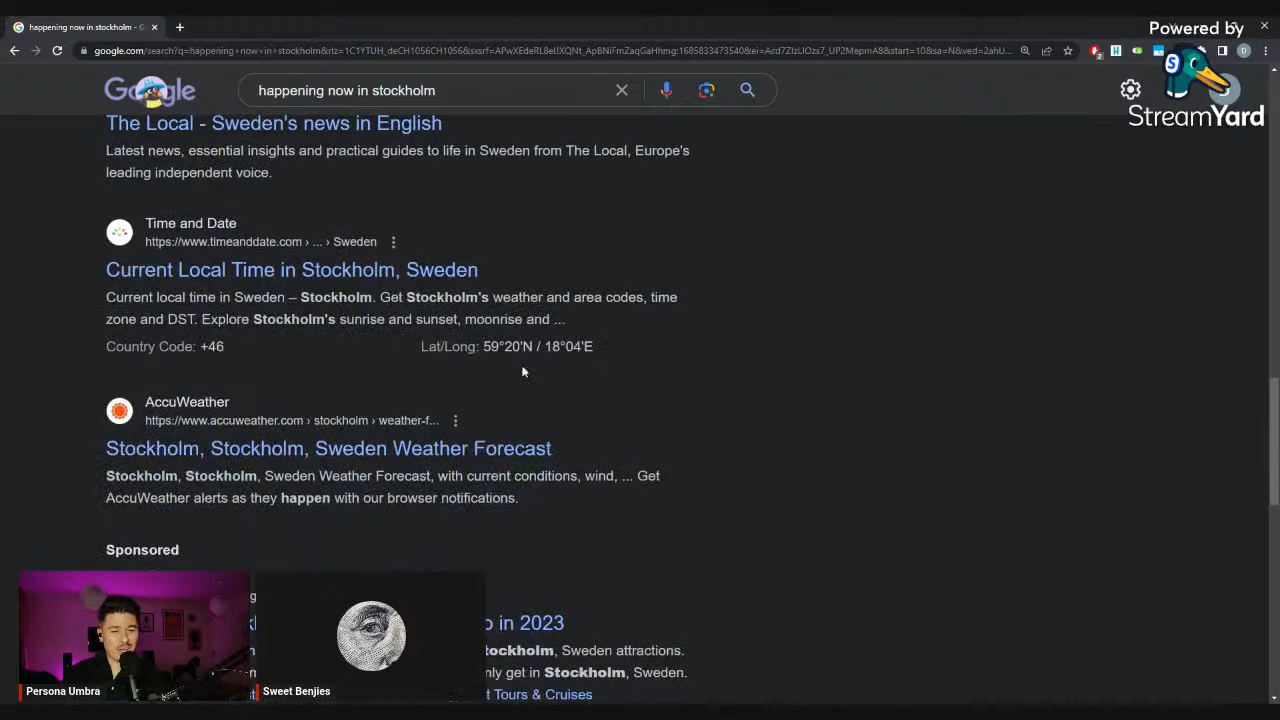 happening now in stockholm - G
Powered by
google.com/search?q=happening+now+in+stockholm&rlz=1C1YTUH_deCH1056CH1056&sxsrf=
Google
happening now in stockholm
StreamYard
The Local - Sweden's news in English
Latest news, essential insights and practical guides to life in Sweden from The Local, Europe's
leading independent voice.
Time and Date
https://www.timeanddate.com › ... › Sweden
Current Local Time in Stockholm, Sweden
Current local time in Sweden – Stockholm. Get Stockholm's weather and area codes, time
zone and DST. Explore Stockholm's sunrise and sunset, moonrise and ...
Country Code: +46
Lat/Long: 59°20'N / 18°04'E
AccuWeather
https://www.accuweather.com › stockholm › weather-f...
Stockholm, Stockholm, Sweden Weather Forecast
Stockholm, Stockholm, Sweden Weather Forecast, with current conditions, wind, ... Get
AccuWeather alerts as they happen with our browser notifications.
Sponsored
o in 2023
tockholm, Sweden attractions.
nly get in Stockholm, Sweden.
t Tours & Cruises
Persona Umbra
Sweet Benjies